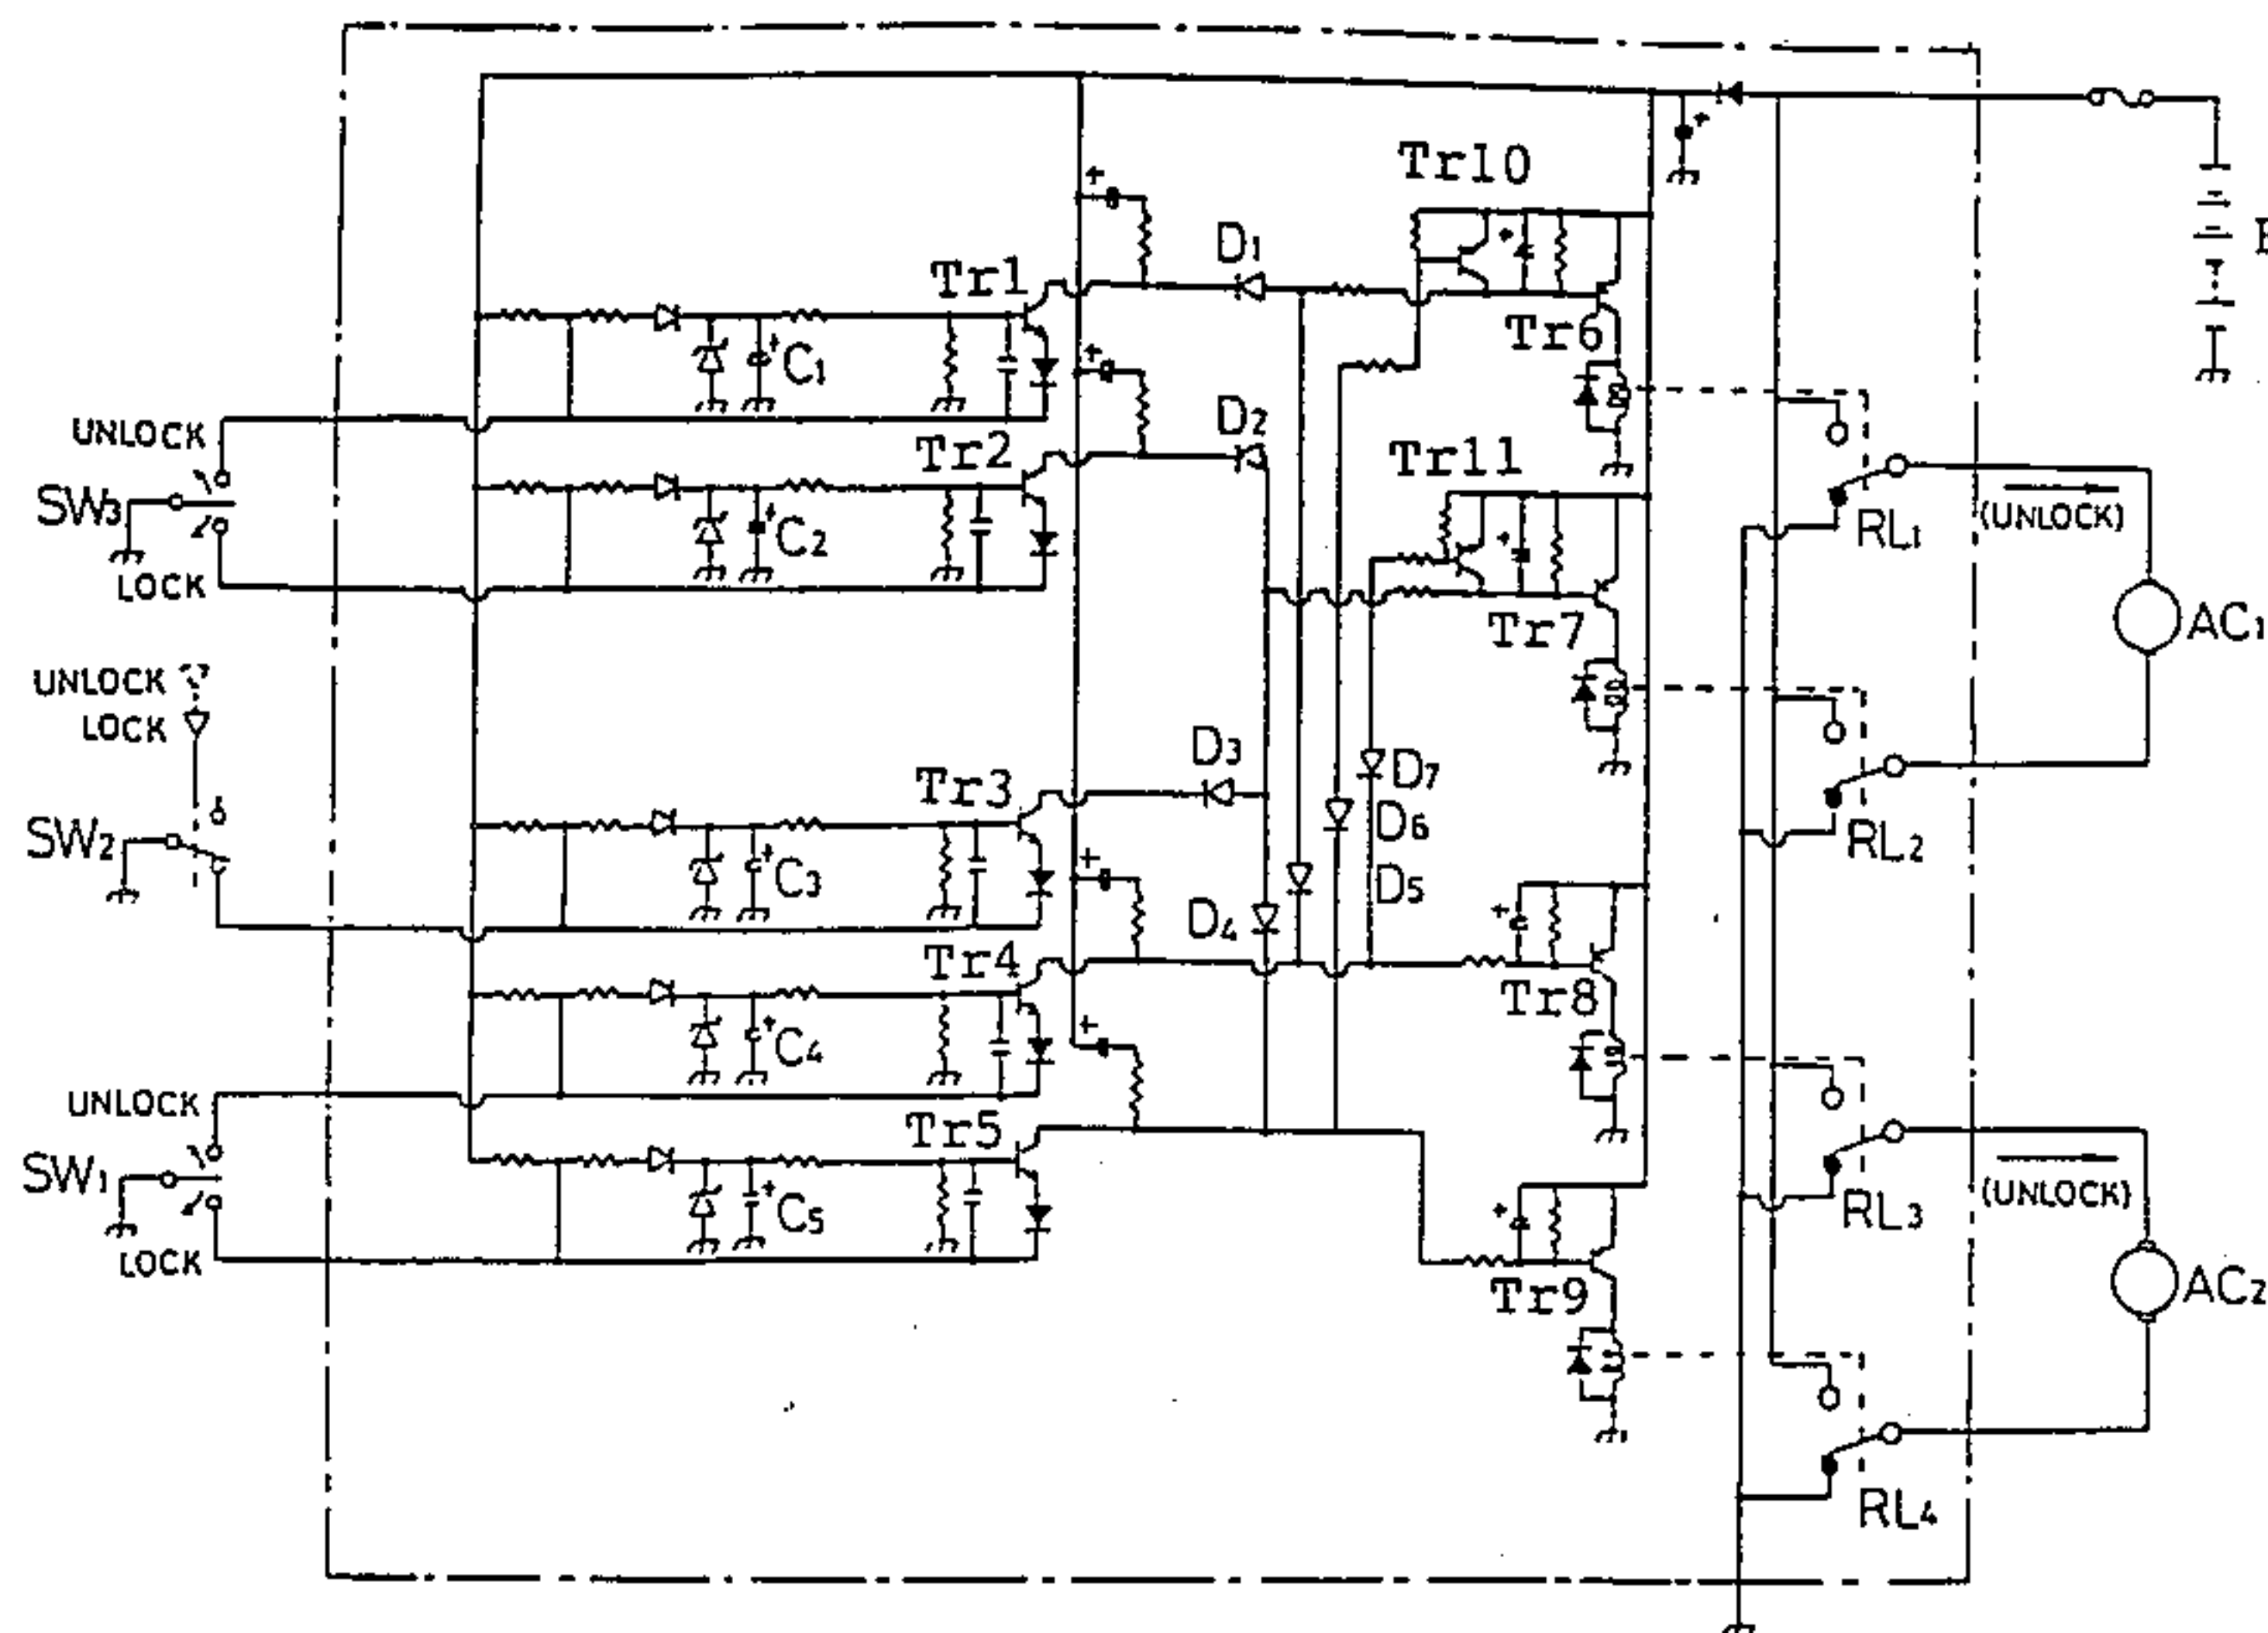 Tr10
D1
Tr1
Tr6
C1
UNLOCK
D2
Tr2
Tr11
SW3
C2
(UNLOCK)
RL1
LOCK
Tr7
AC1
UNLOCK
LOCK
D3
D7
Tr3
D6
SW2
RL2
C3
D5
D4
Tr4
Tr8
C4
UNLOCK
Tr5
SW1
C5
(UNLOCK)
RL3
LOCK
Tr9
AC2
RL4